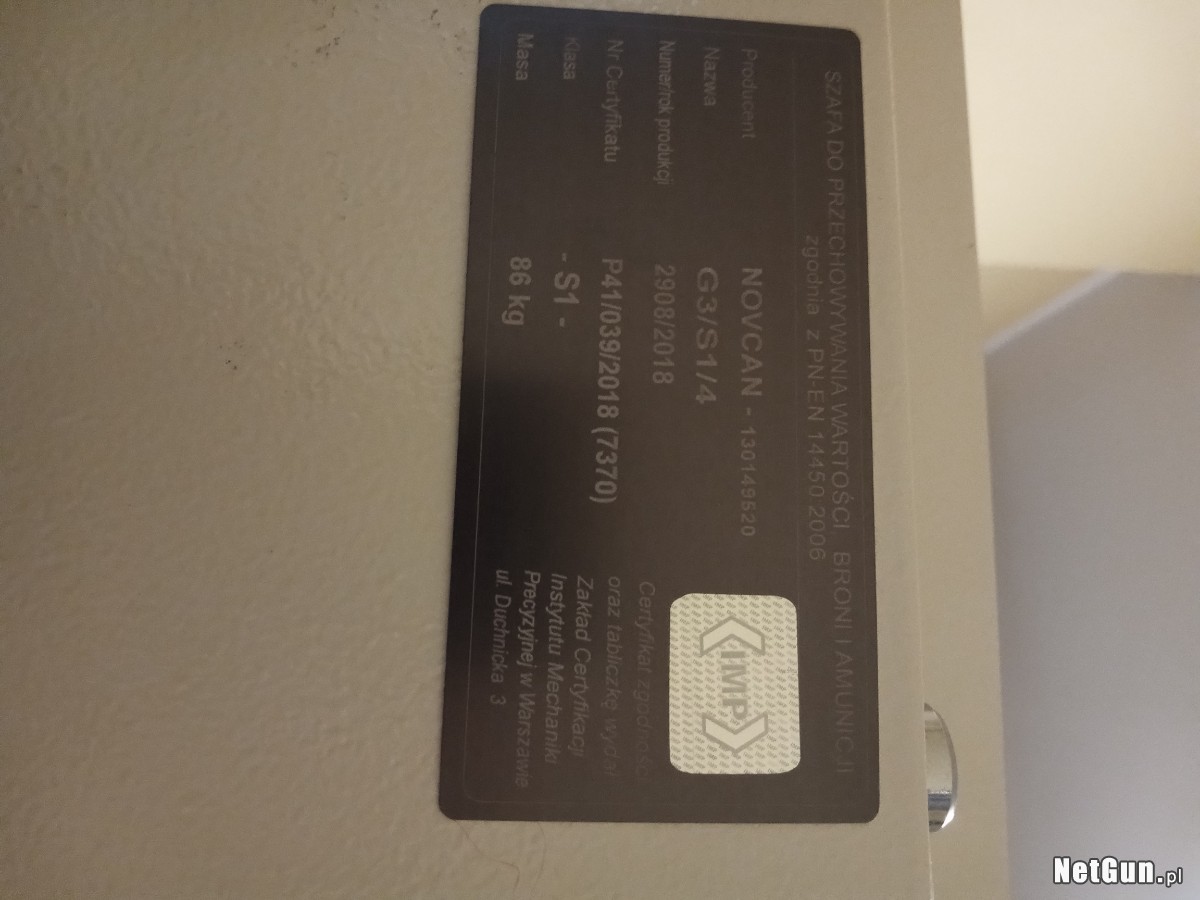 SZAFA DO PRZECHOWYWANIA WARTOŚCI, BRONI I AMUNICJI
zgodnia z PN-EN 14450:2006
Producent NOVCAN - 130149520
Nazwa G3/S1/4
Numer/rok produkcji 2908/2018
Nr Certyfikatu P41/039/2018 (7370)
Klasa - S1 -
Masa 86 kg
IMP
Certyfikat zgodności
oraz tabliczkę wydał
Zakład Certyfikacji
Instytutu Mechaniki
Precyzyjnej w Warszawie
ul. Duchnicka 3
NetGun.pl